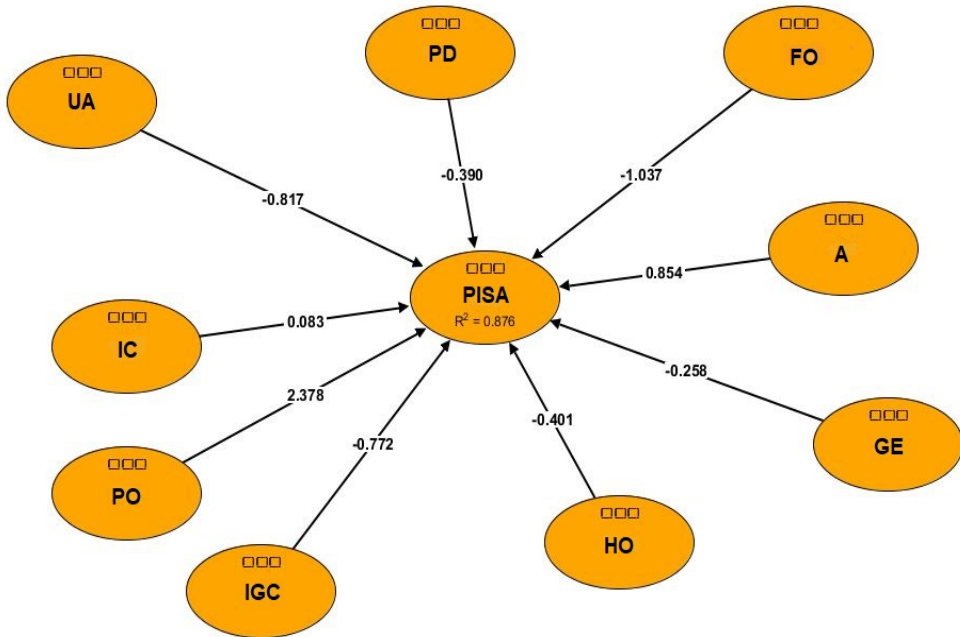 PD
FO
UA
-0.390
-1.037
-0.817
A
0.854
PISA
R² = 0.876
IC
0.083
-0.258
2.378
-0.401
-0.772
GE
PO
HO
IGC